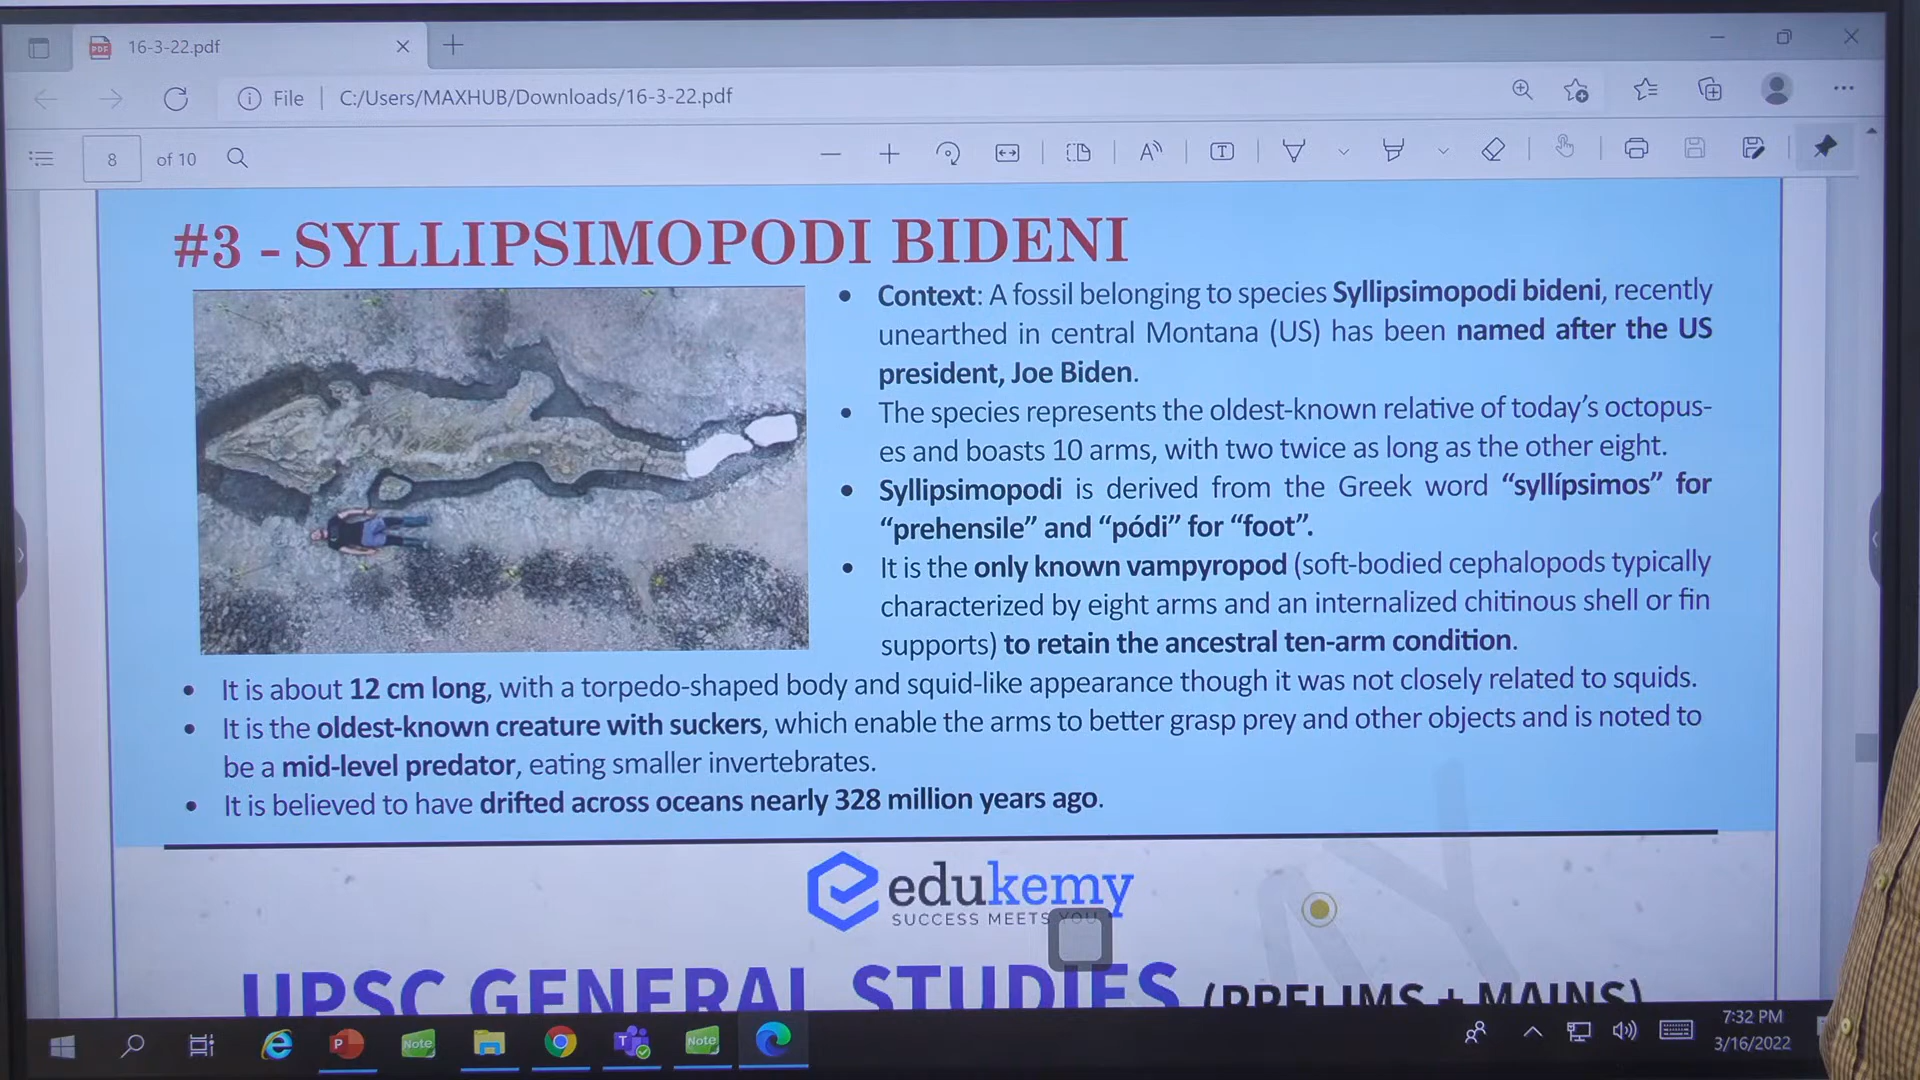 16-3-22.pdf
File | C:/Users/MAXHUB/Downloads/16-3-22.pdf
8 of 10
#3 - SYLLIPSIMOPODI BIDENI
• Context: A fossil belonging to species Syllipsimopodi bideni, recently
unearthed in central Montana (US) has been named after the US
president, Joe Biden.
• The species represents the oldest-known relative of today’s octopus-
es and boasts 10 arms, with two twice as long as the other eight.
• Syllipsimopodi is derived from the Greek word “syllípsimos” for
“prehensile” and “pódi” for “foot”.
• It is the only known vampyropod (soft-bodied cephalopods typically
characterized by eight arms and an internalized chitinous shell or fin
supports) to retain the ancestral ten-arm condition.
• It is about 12 cm long, with a torpedo-shaped body and squid-like appearance though it was not closely related to squids.
• It is the oldest-known creature with suckers, which enable the arms to better grasp prey and other objects and is noted to
be a mid-level predator, eating smaller invertebrates.
• It is believed to have drifted across oceans nearly 328 million years ago.
edukemy
SUCCESS MEETS YOU
UPSC GENERAL STUDIES (PRELIMS + MAINS)
Note
Note
7:32 PM
3/16/2022